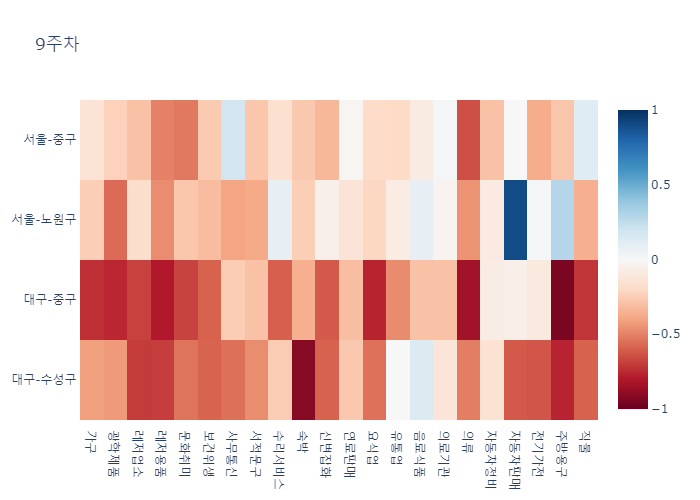 9주차
서울-중구
서울-노원구
대구-중구
대구-수성구
가구
광학제품
레저업소
레저용품
문화취미
보건위생
사무통신
서적문구
수리서비스
숙박
신변잡화
연료판매
요식업
유통업
음료식품
의료기관
의류
자동차정비
자동차판매
전기가전
주방용구
직물
1
0.5
0
−0.5
−1